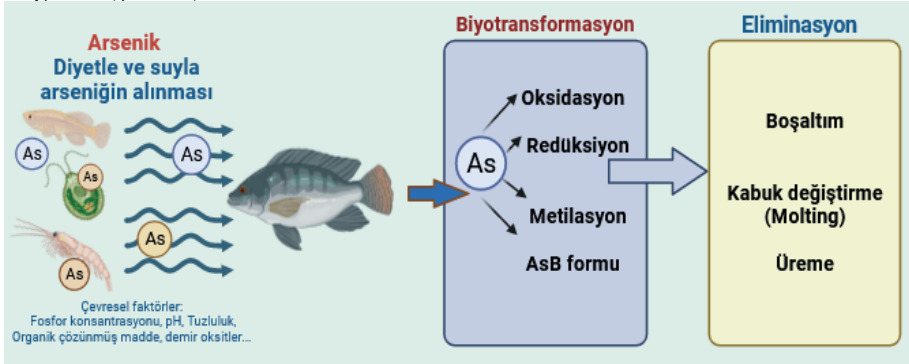 Arsenik
Diyetle ve suyla
arseniğin alınması
As
As
As
As
As
Çevresel faktörler:
Fosfor konsantrasyonu, pH, Tuzluluk,
Organik çözünmüş madde, demir oksitler...
Biyotransformasyon
As
Oksidasyon
Redüksiyon
Metilasyon
AsB formu
Eliminasyon
Boşaltım
Kabuk değiştirme
(Molting)
Üreme